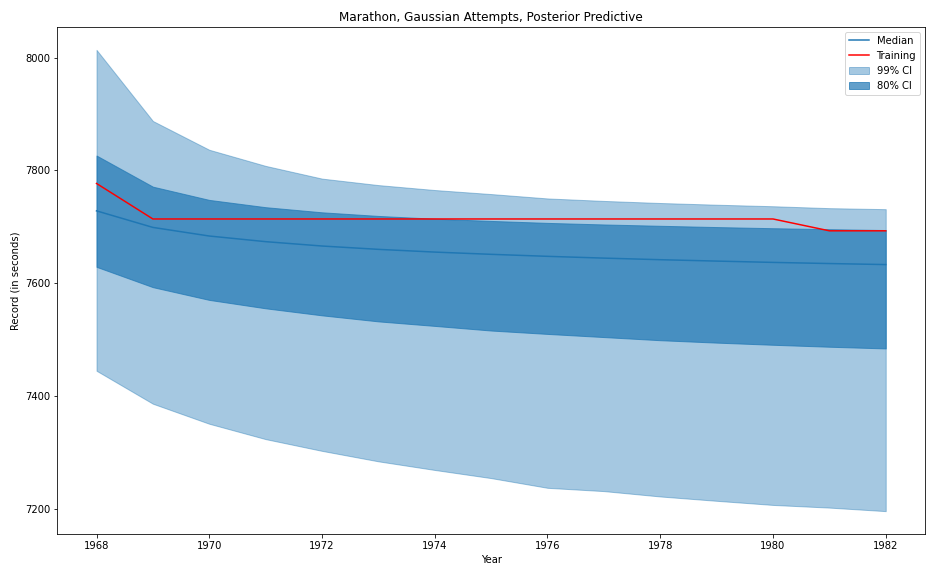 Marathon, Gaussian Attempts, Posterior Predictive
Median
Training
99% CI
80% CI
8000
7800
7600
7400
7200
Record (in seconds)
1968
1970
1972
1974
1976
1978
1980
1982
Year